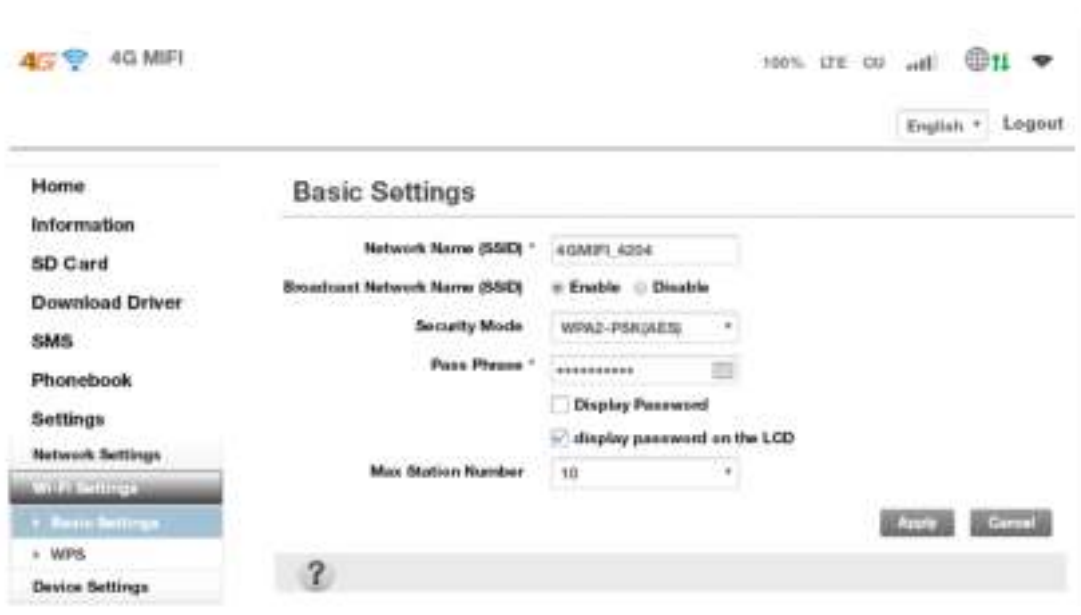 4G 4G MIFI
100% LTE CU
English Logout
Home
Information
SD Card
Download Driver
SMS
Phonebook
Settings
Network Settings
Wi-Fi Settings
Basic Settings
WPS
Device Settings
Basic Settings
Network Name (SSID) * 4GMIFI_4204
Broadcast Network Name (SSID) Enable Disable
Security Mode WPA2-PSK(AES)
Pass Phrase * **********
Display Password
display password on the LCD
Max Station Number 10
Apply Cancel
?